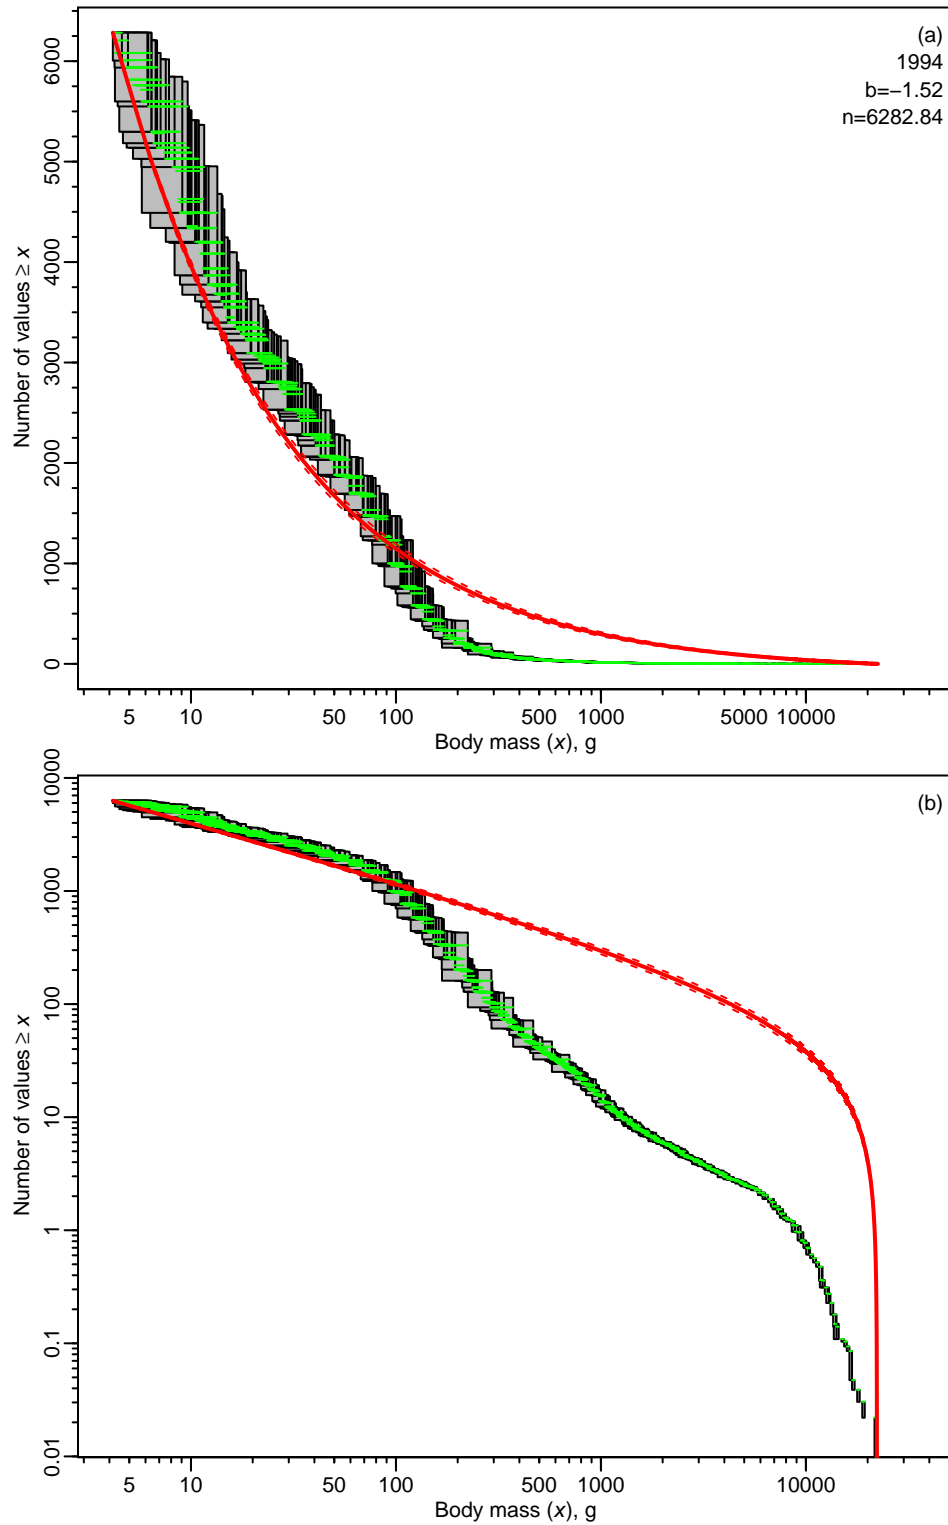 (a)
1994
b=−1.52
n=6282.84
Number of values ≥ x
0 1000 2000 3000 4000 5000 6000
5 10 50 100 500 1000 5000 10000
Body mass (x), g
(b)
Number of values ≥ x
0.01 0.1 1 10 100 1000 10000
5 10 50 100 500 1000 10000
Body mass (x), g